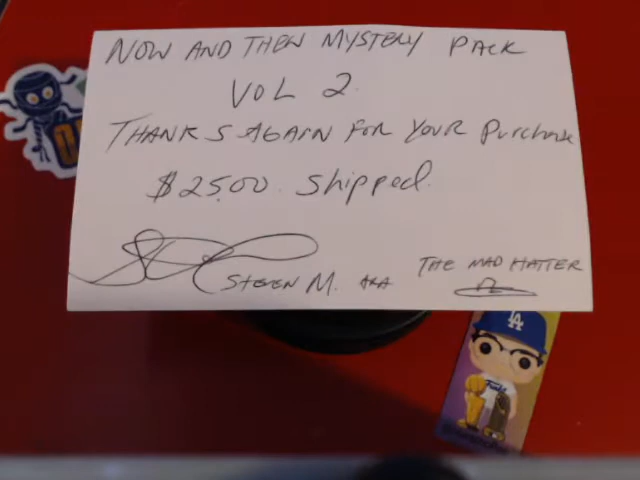 NOW AND THEN MYSTERY PACK
VOL 2
THANKS AGAIN FOR YOUR Purchase
$25.00 Shipped.
STEVEN M. AKA
THE MAD HATTER
LA